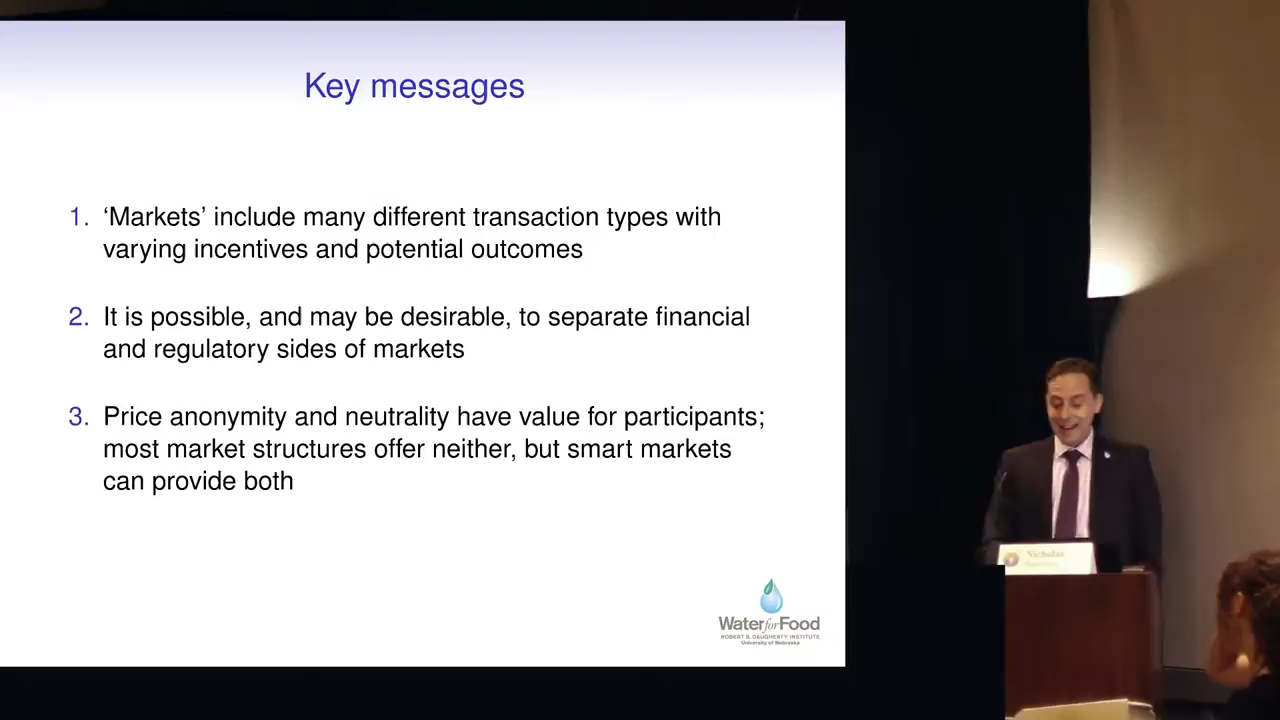 Key messages
1. ‘Markets’ include many different transaction types with
varying incentives and potential outcomes
2. It is possible, and may be desirable, to separate financial
and regulatory sides of markets
3. Price anonymity and neutrality have value for participants;
most market structures offer neither, but smart markets
can provide both
Water for Food
ROBERT B. DAUGHERTY INSTITUTE
University of Nebraska
Nicholas